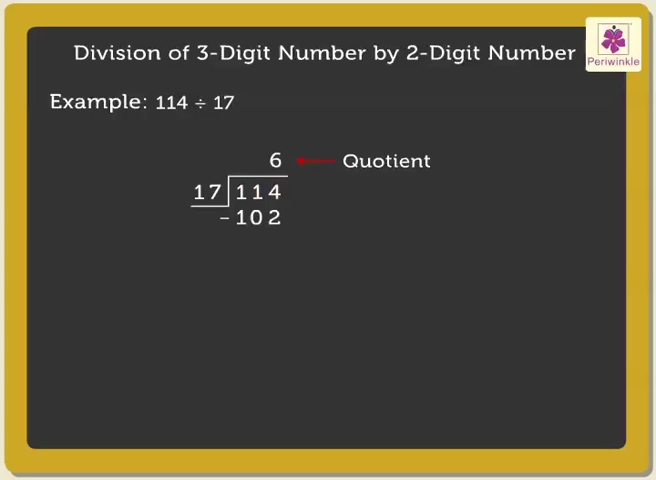 Division of 3-Digit Number by 2-Digit Number
Periwinkle
Example: 114 ÷ 17
6 Quotient
17 114
−102